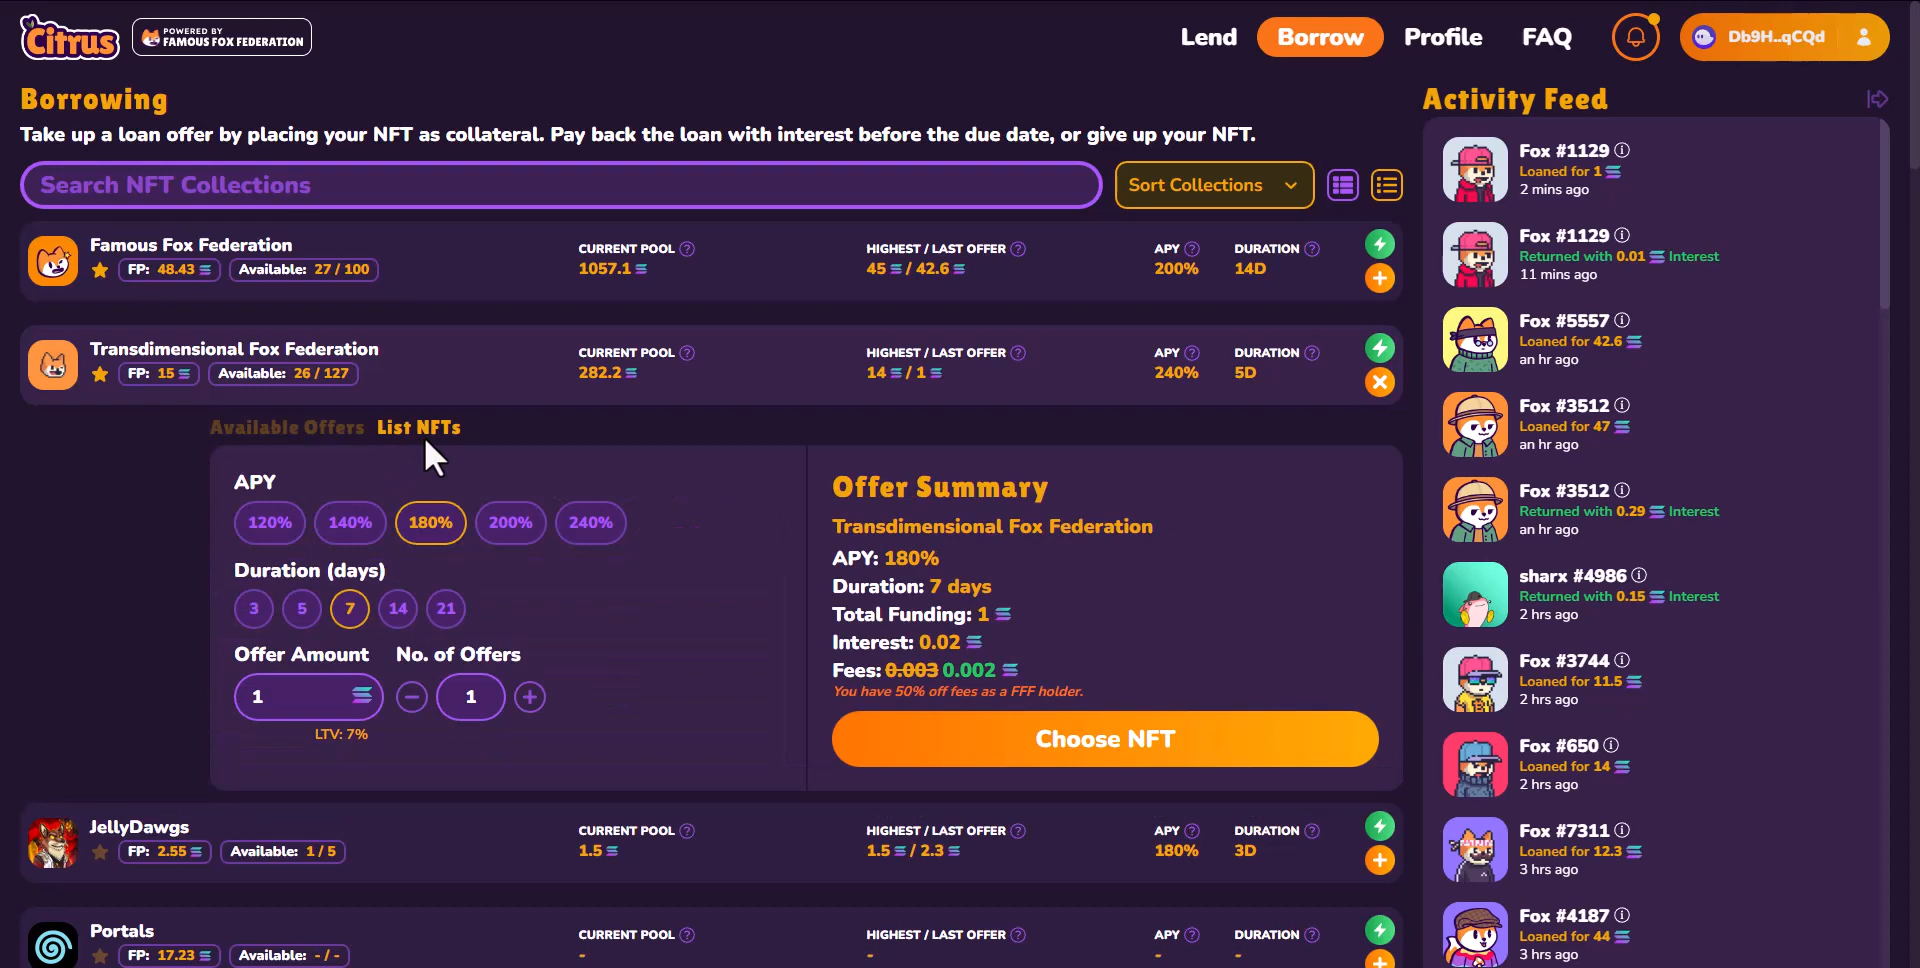 Citrus
POWERED BY
FAMOUS FOX FEDERATION
Lend
Borrow
Profile
FAQ
Db9H..qCQd
Borrowing
Take up a loan offer by placing your NFT as collateral. Pay back the loan with interest before the due date, or give up your NFT.
Search NFT Collections
Sort Collections
Famous Fox Federation
FP: 48.43
Available: 27 / 100
CURRENT POOL ?
1057.1
HIGHEST / LAST OFFER ?
45 / 42.6
APY ?
200%
DURATION ?
14D
Transdimensional Fox Federation
FP: 15
Available: 26 / 127
CURRENT POOL ?
282.2
HIGHEST / LAST OFFER ?
14 / 1
APY ?
240%
DURATION ?
5D
Available Offers
List NFTs
APY
120%
140%
180%
200%
240%
Duration (days)
3
5
7
14
21
Offer Amount
No. of Offers
1
1
LTV: 7%
Offer Summary
Transdimensional Fox Federation
APY: 180%
Duration: 7 days
Total Funding: 1
Interest: 0.02
Fees: 0.003 0.002
You have 50% off fees as a FFF holder.
Choose NFT
JellyDawgs
FP: 2.55
Available: 1 / 5
CURRENT POOL ?
1.5
HIGHEST / LAST OFFER ?
1.5 / 2.3
APY ?
180%
DURATION ?
3D
Portals
FP: 17.23
Available: - / -
CURRENT POOL ?
-
HIGHEST / LAST OFFER ?
-
APY ?
-
DURATION ?
-
Activity Feed
Fox #1129
Loaned for 1
2 mins ago
Fox #1129
Returned with 0.01 Interest
11 mins ago
Fox #5557
Loaned for 42.6
an hr ago
Fox #3512
Loaned for 47
an hr ago
Fox #3512
Returned with 0.29 Interest
an hr ago
sharx #4986
Returned with 0.15 Interest
2 hrs ago
Fox #3744
Loaned for 11.5
2 hrs ago
Fox #650
Loaned for 14
2 hrs ago
Fox #7311
Loaned for 12.3
3 hrs ago
Fox #4187
Loaned for 44
3 hrs ago